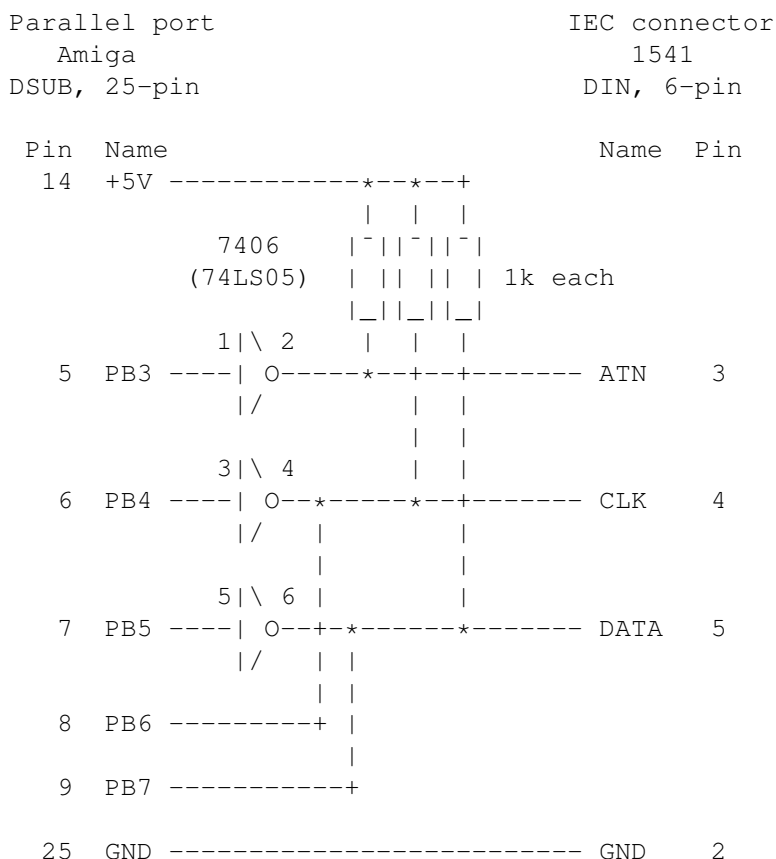 Parallel port                      IEC connector
   Amiga                               1541
DSUB, 25-pin                        DIN, 6-pin
 Pin  Name                           Name  Pin
  14  +5V ------------*--*--+
                      |  |  |
             7406    |¯||¯||¯|
           (74LS05)  | || || | 1k each
                     |_||_||_|
             1|\ 2    |  |  |
   5  PB3 ----| O-----*--+--+------- ATN   3
              |/         |  |
                         |  |
             3|\ 4       |  |
   6  PB4 ----| O--*-----*--+------- CLK   4
              |/   |        |
                   |        |
             5|\ 6 |        |
   7  PB5 ----| O--+-*------*------- DATA  5
              |/   | |
                   | |
   8  PB6 ---------+ |
                     |
   9  PB7 -----------+
  25  GND -------------------------- GND   2